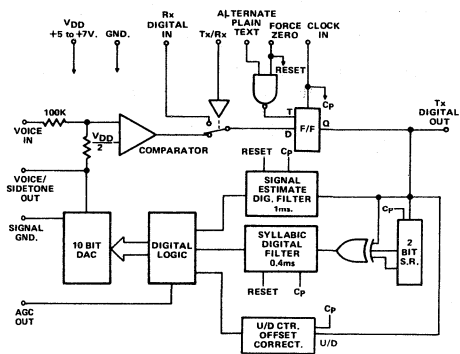 VDD
+5 to +7V.
GND.
Rx
DIGITAL
IN
Tx/Rx
ALTERNATE
PLAIN
TEXT
FORCE
ZERO
CLOCK
IN
RESET
CP
Tx
DIGITAL
OUT
100K
VOICE
IN
VDD
2
COMPARATOR
T
D
F/F
Q
VOICE/
SIDETONE
OUT
SIGNAL
GND.
RESET
CP
SIGNAL
ESTIMATE
DIG. FILTER
1ms.
10 BIT
DAC
DIGITAL
LOGIC
SYLLABIC
DIGITAL
FILTER
0.4ms
RESET
CP
CP
2
BIT
S.R.
AGC
OUT
U/D CTR.
OFFSET
CORRECT.
CP
U/D